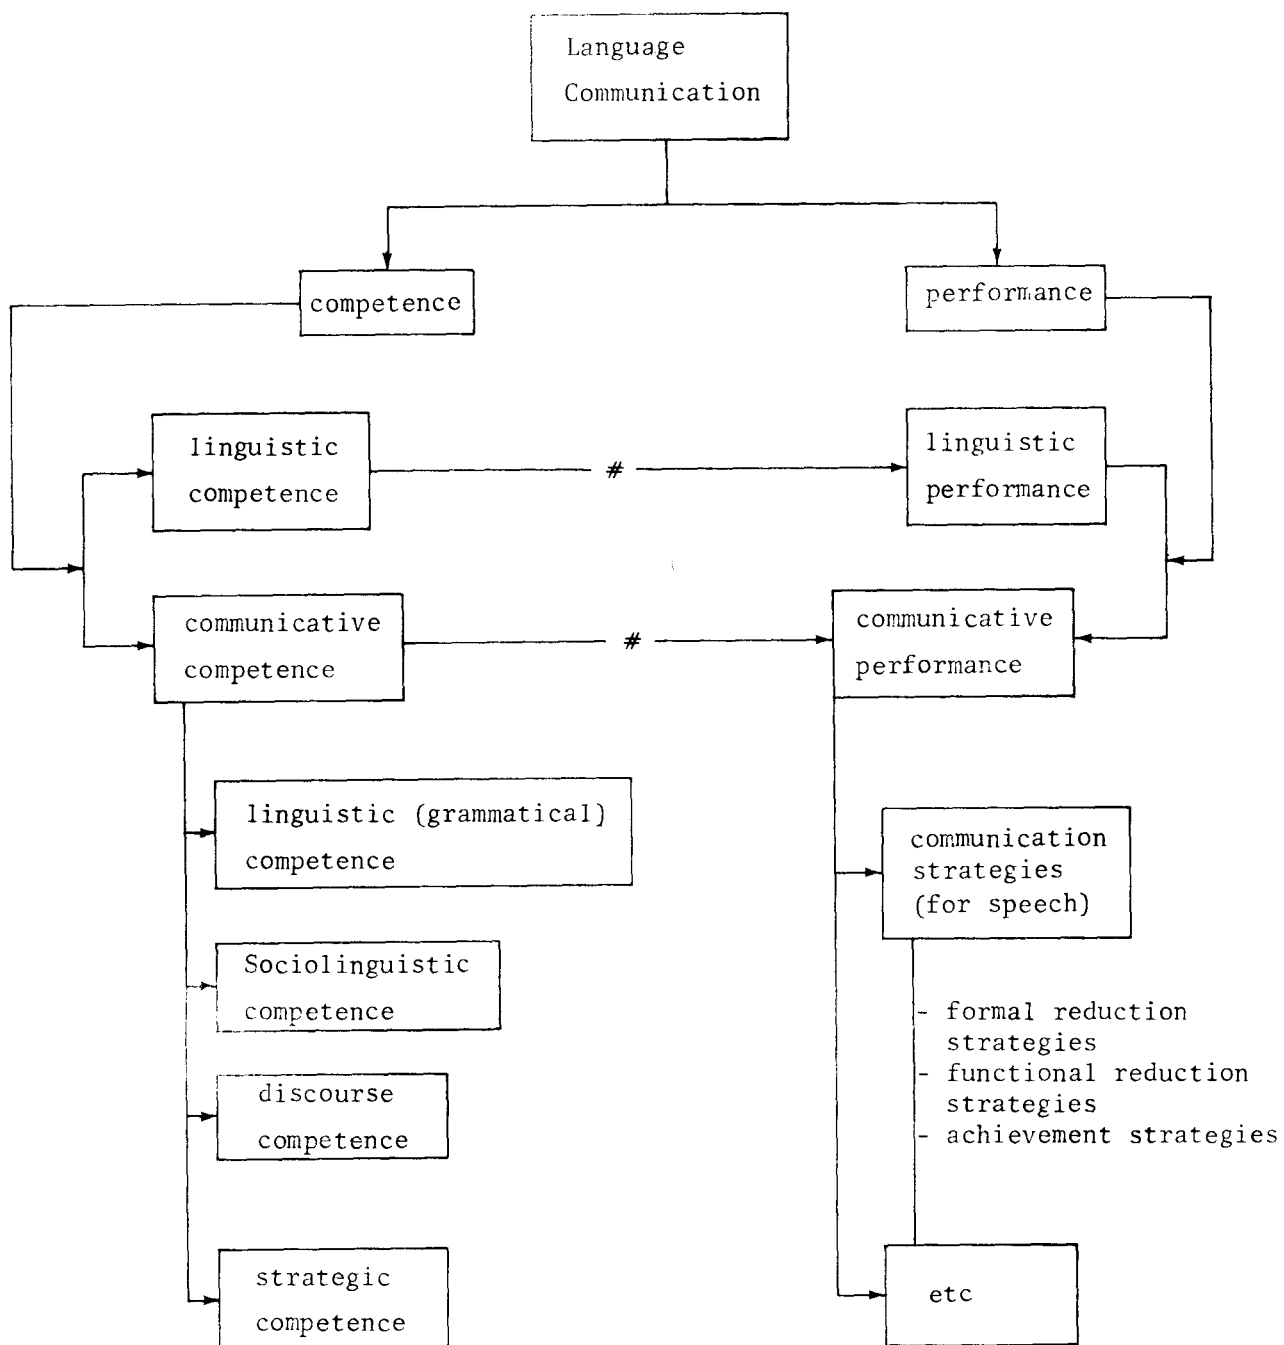 Language
Communication
competence
performance
linguistic
competence
#
linguistic
performance
communicative
competence
#
communicative
performance
linguistic (grammatical)
competence
communication
strategies
(for speech)
Sociolinguistic
competence
- formal reduction
strategies
- functional reduction
strategies
- achievement strategies
discourse
competence
strategic
competence
etc